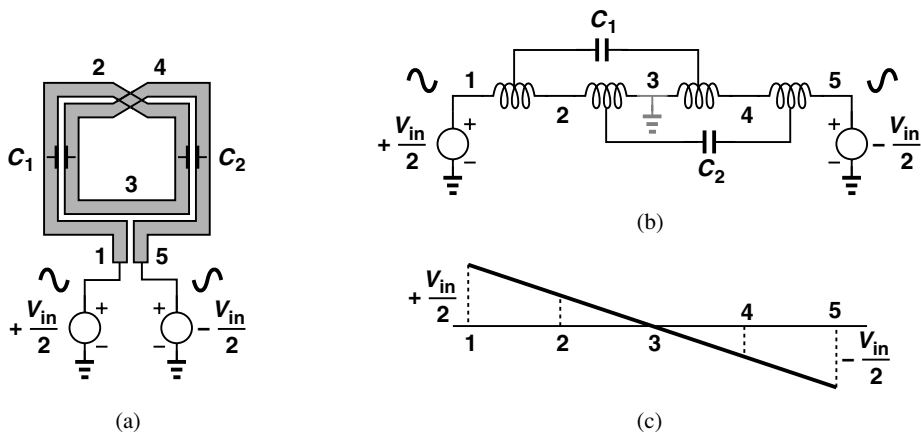 2 4
C1 C2
3
1 5
+ Vin/2 + − + − − Vin/2
(a)
C1
1 2 3 4 5
+ Vin/2 + − + − − Vin/2
C2
(b)
+ Vin/2
1 2 3 4 5
− Vin/2
(c)